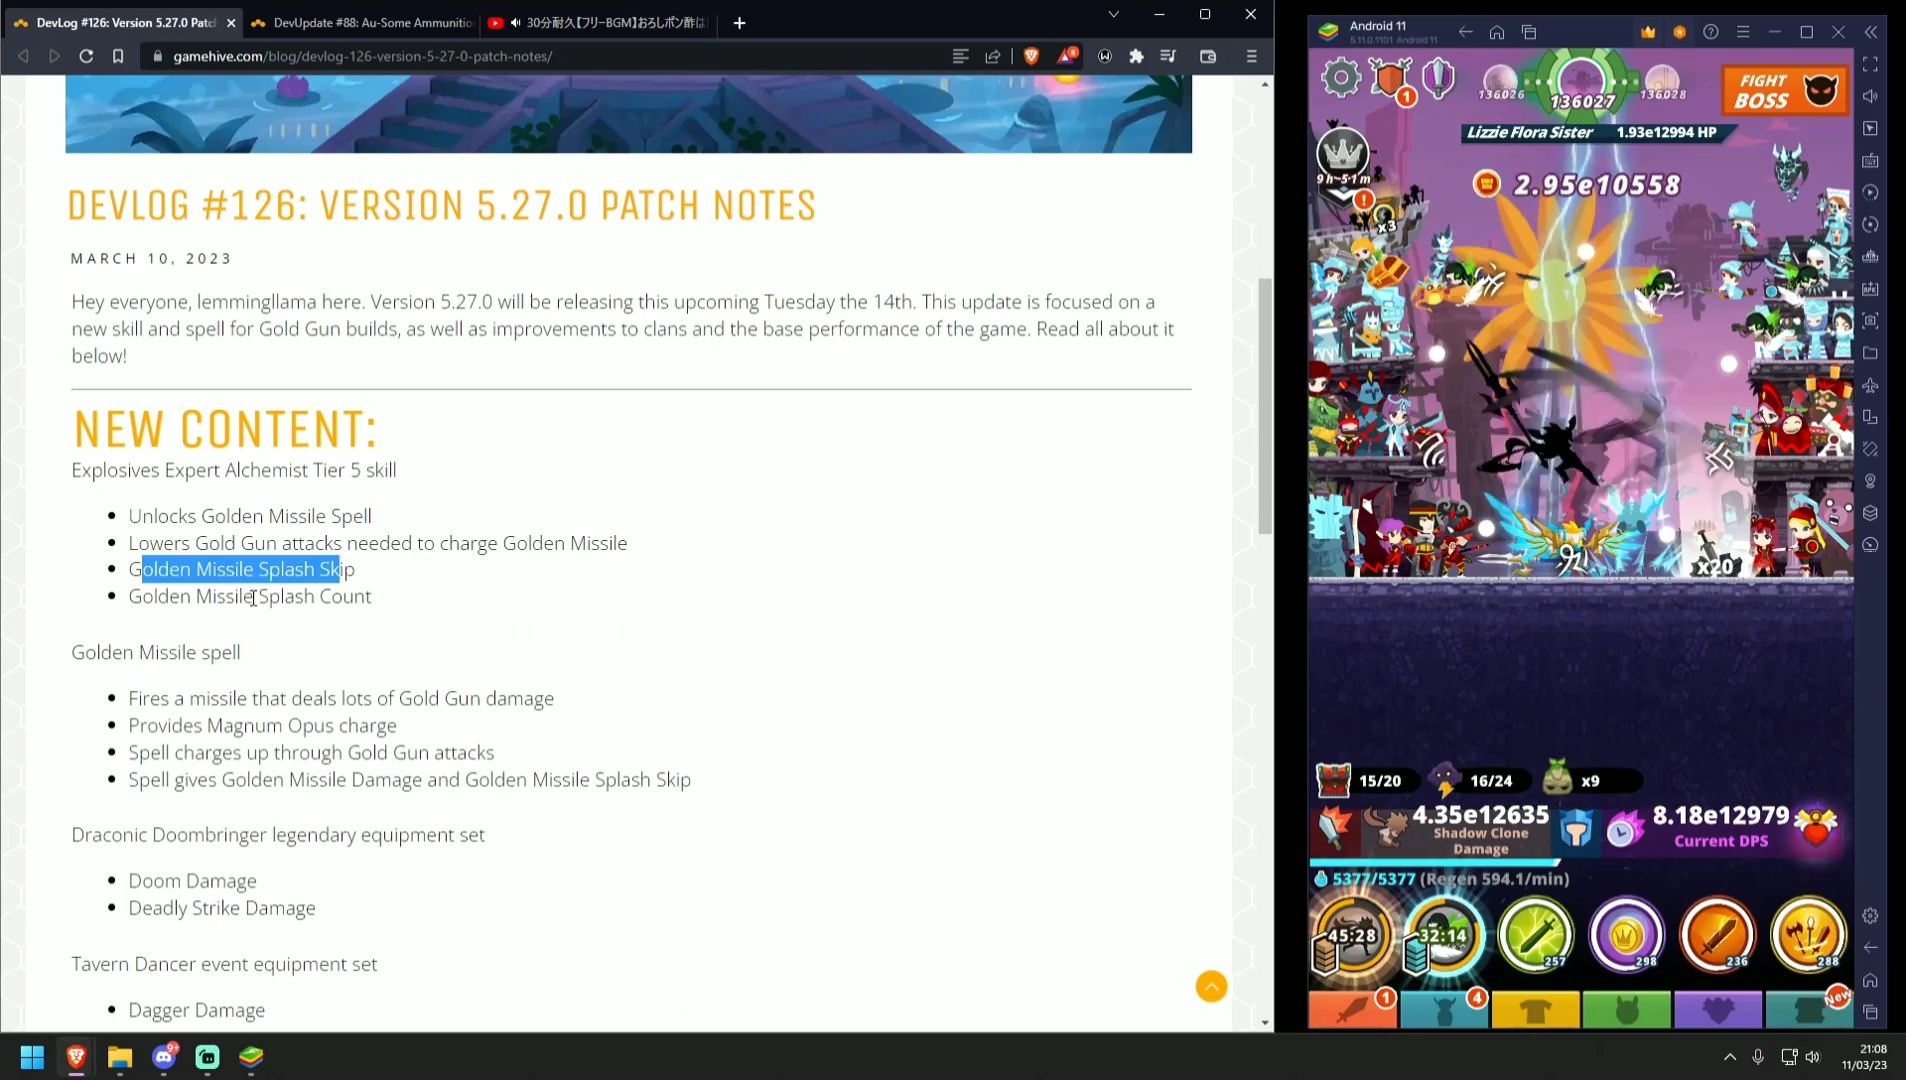 DevLog #126: Version 5.27.0 Patc
DevUpdate #88: Au-Some Ammunitio
30分耐久【フリーBGM】おろしポン酢は
gamehive.com/blog/devlog-126-version-5-27-0-patch-notes/
DEVLOG #126: VERSION 5.27.0 PATCH NOTES
MARCH 10, 2023
Hey everyone, lemmingllama here. Version 5.27.0 will be releasing this upcoming Tuesday the 14th. This update is focused on a
new skill and spell for Gold Gun builds, as well as improvements to clans and the base performance of the game. Read all about it
below!
NEW CONTENT:
Explosives Expert Alchemist Tier 5 skill
Unlocks Golden Missile Spell
Lowers Gold Gun attacks needed to charge Golden Missile
Golden Missile Splash Skip
Golden Missile Splash Count
Golden Missile spell
Fires a missile that deals lots of Gold Gun damage
Provides Magnum Opus charge
Spell charges up through Gold Gun attacks
Spell gives Golden Missile Damage and Golden Missile Splash Skip
Draconic Doombringer legendary equipment set
Doom Damage
Deadly Strike Damage
Tavern Dancer event equipment set
Dagger Damage
Android 11
5.11.0.1101 Android 11
1
136026
136027
136028
FIGHT
BOSS
Lizzie Flora Sister 1.93e12994 HP
9 h 51 m
2.95e10558
x3
x20
15/20
16/24
x9
4.35e12635
Shadow Clone
Damage
8.18e12979
Current DPS
5377/5377 (Regen 594.1/min)
45:28
32:14
257
298
236
288
1
4
New
9+
21:08
11/03/23